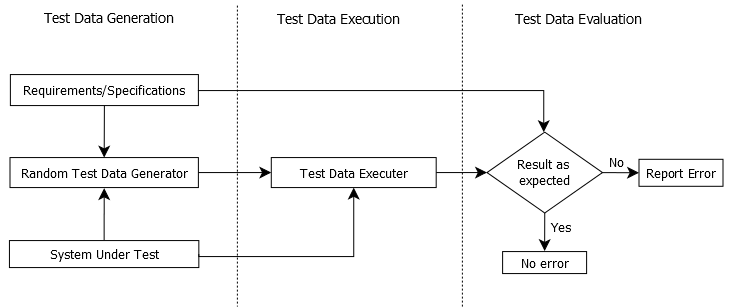 Test Data Generation
Test Data Execution
Test Data Evaluation
Requirements/Specifications
Random Test Data Generator
Test Data Executer
Result as
expected
No
Report Error
Yes
System Under Test
No error